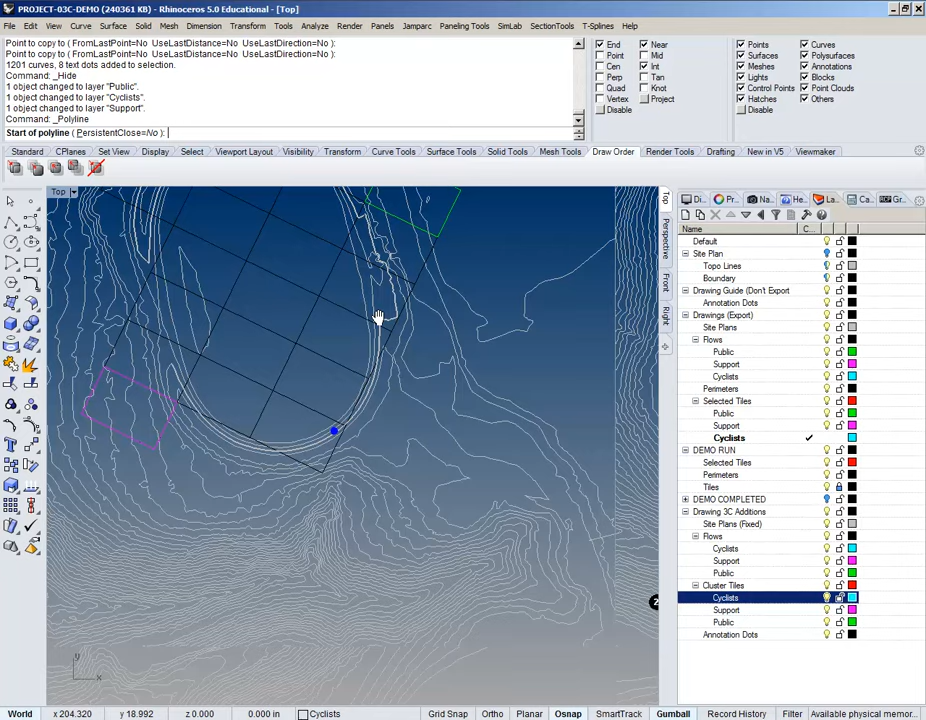 PROJECT-03C-DEMO (240361 KB) - Rhinoceros 5.0 Educational - [Top]
File Edit View Curve Surface Solid Mesh Dimension Transform Tools Analyze Render Panels Jamparc Paneling Tools SimLab SectionTools T-Splines Help
Point to copy to ( FromLastPoint=No UseLastDistance=No UseLastDirection=No ):
Point to copy to ( FromLastPoint=No UseLastDistance=No UseLastDirection=No ):
1201 curves, 8 text dots added to selection.
Command: _Hide
1 object changed to layer "Public".
1 object changed to layer "Cyclists".
1 object changed to layer "Support".
Command: _Polyline
Start of polyline ( PersistentClose=No ):
End Near
Point Mid
Cen Int
Perp Tan
Quad Knot
Vertex Project
Disable
Points Curves
Surfaces Polysurfaces
Meshes Annotations
Lights Blocks
Control Points Point Clouds
Hatches Others
Disable
Standard CPlanes Set View Display Select Viewport Layout Visibility Transform Curve Tools Surface Tools Solid Tools Mesh Tools Draw Order Render Tools Drafting New in V5 Viewmaker
Top
Top
Perspective
Front
Right
Di... Pr... Na... He... La... Ca... Gr...
Name C...
Default
Site Plan
Topo Lines
Boundary
Drawing Guide (Don't Export
Annotation Dots
Drawings (Export)
Site Plans
Flows
Public
Support
Cyclists
Perimeters
Selected Tiles
Public
Support
Cyclists
DEMO RUN
Selected Tiles
Perimeters
Tiles
DEMO COMPLETED
Drawing 3C Additions
Site Plans (Fixed)
Flows
Cyclists
Support
Public
Cluster Tiles
Cyclists
Support
Public
Annotation Dots
2
y
x
World x 204.320 y 18.992 z 0.000 0.000 in Cyclists Grid Snap Ortho Planar Osnap SmartTrack Gumball Record History Filter Available physical memor...